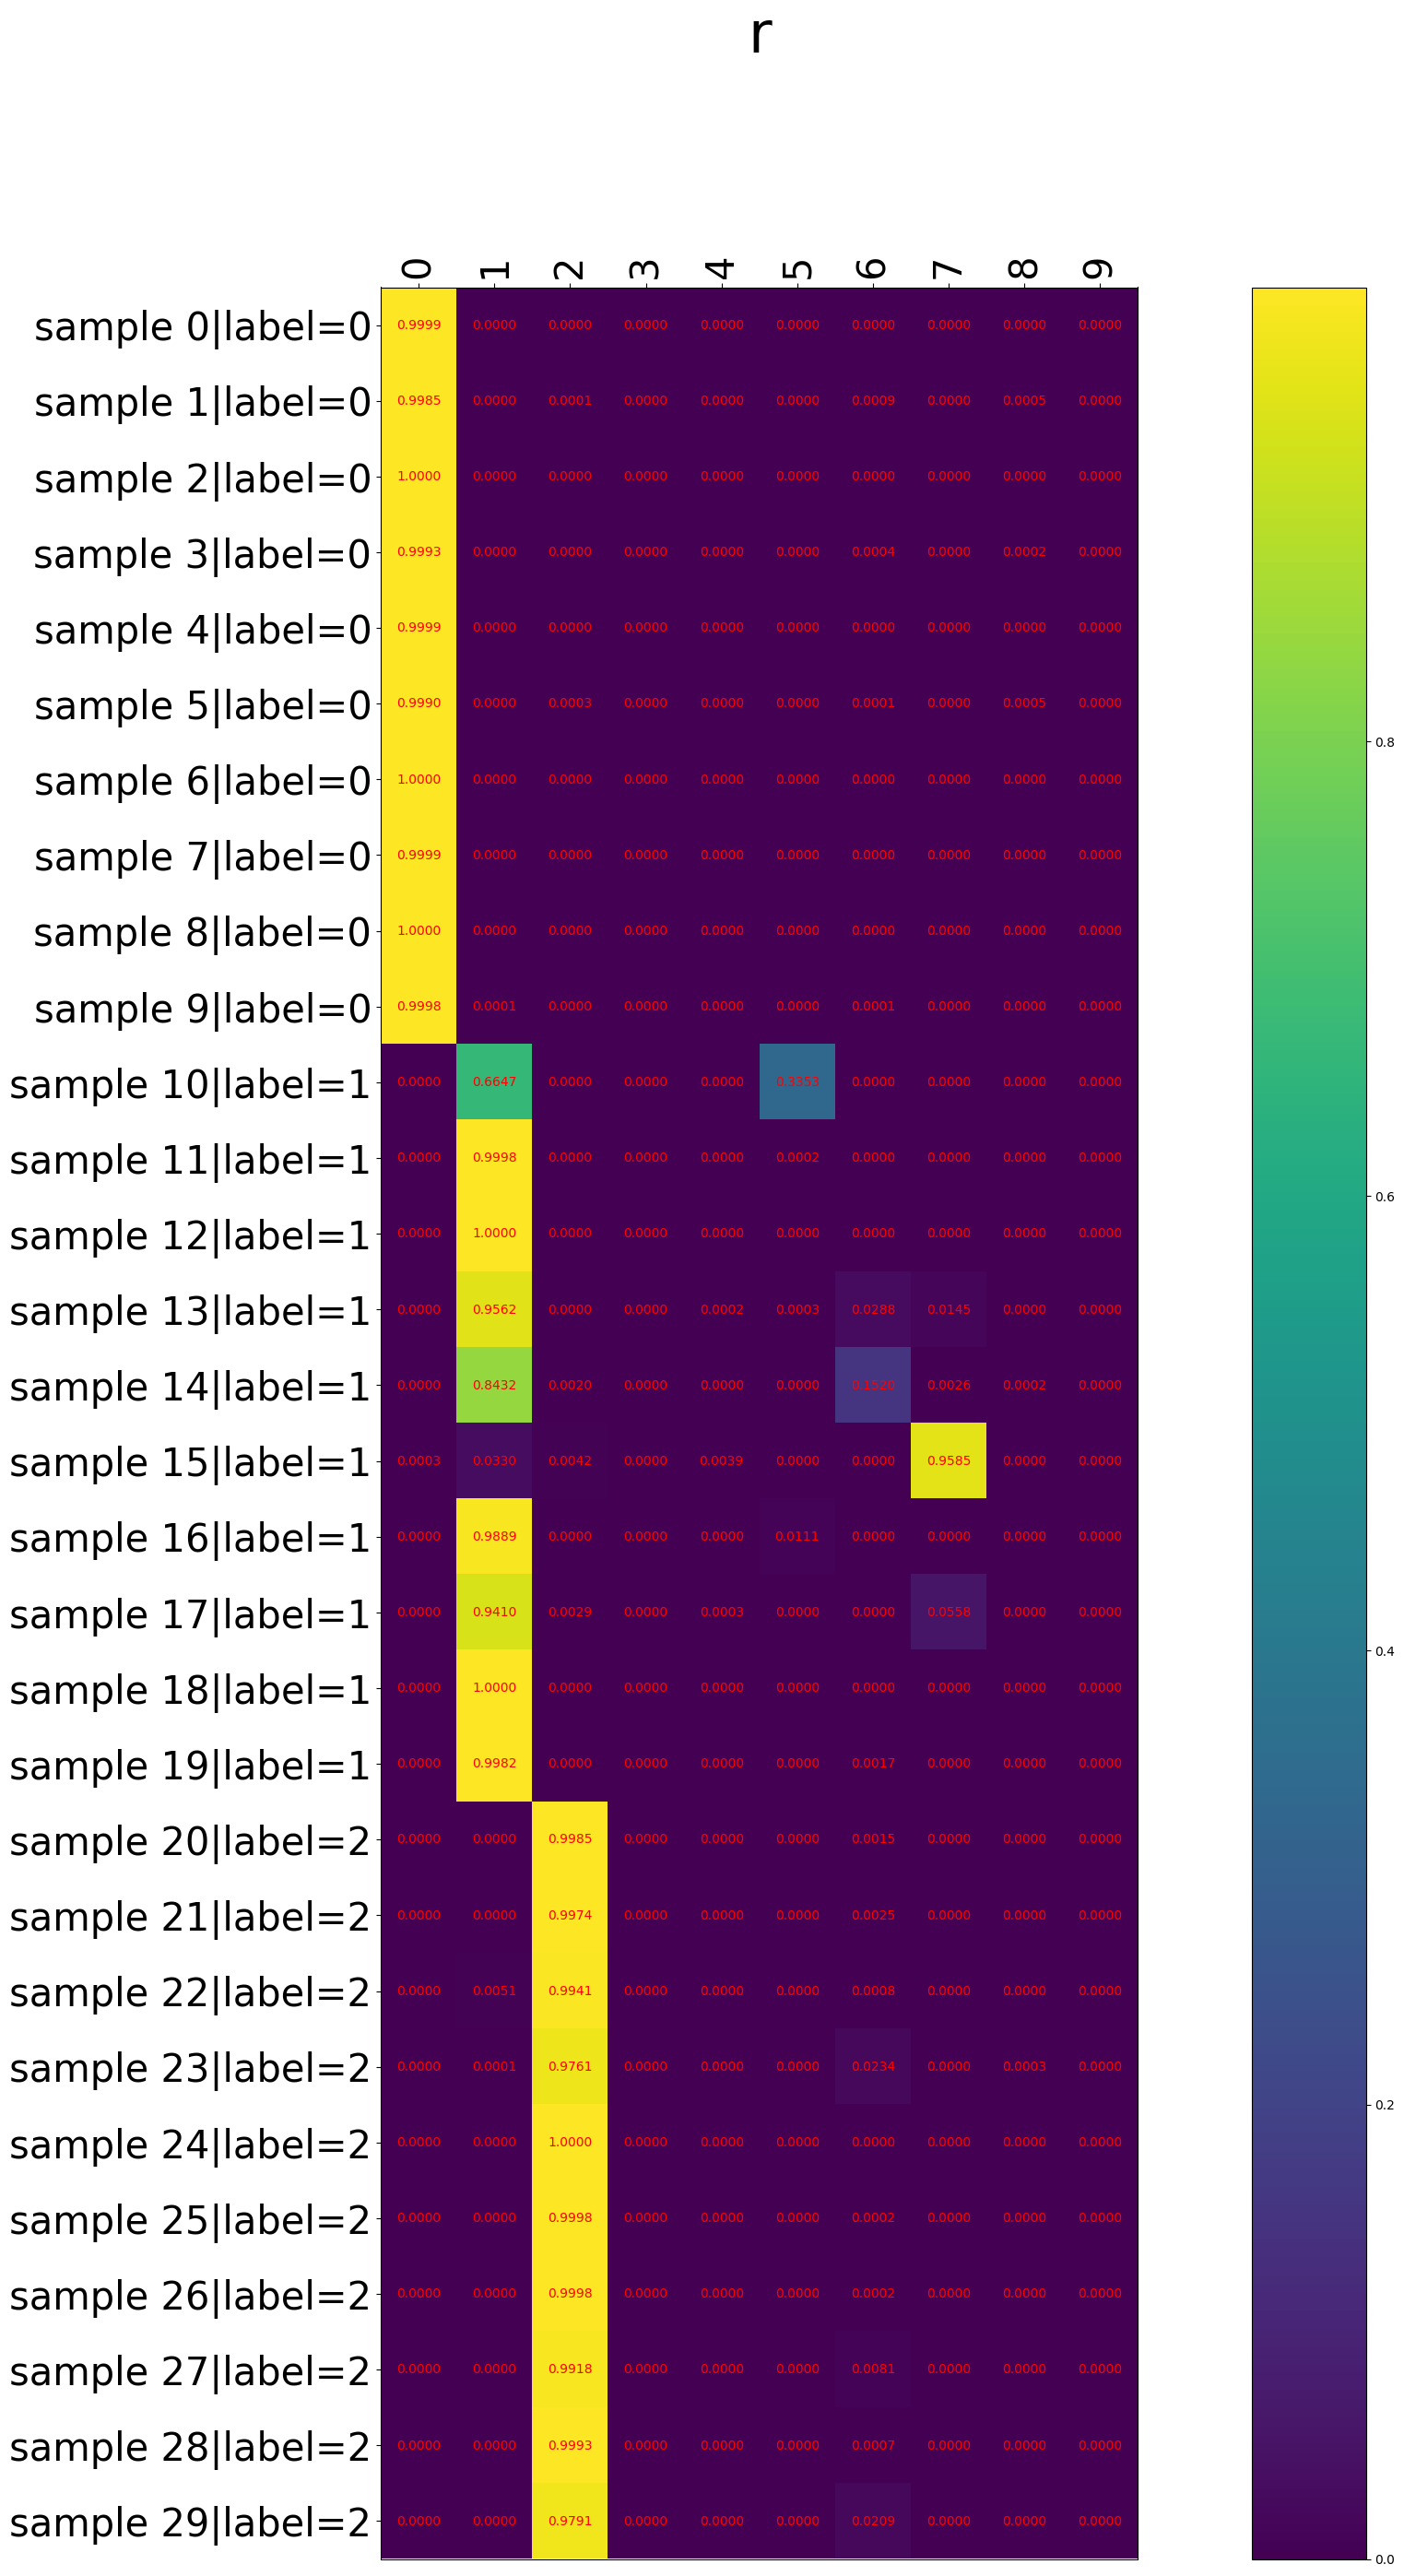 r
0 1 2 3 4 5 6 7 8 9
sample 0|label=0 0.9999 0.0000 0.0000 0.0000 0.0000 0.0000 0.0000 0.0000 0.0000 0.0000
sample 1|label=0 0.9985 0.0000 0.0001 0.0000 0.0000 0.0000 0.0009 0.0000 0.0005 0.0000
sample 2|label=0 1.0000 0.0000 0.0000 0.0000 0.0000 0.0000 0.0000 0.0000 0.0000 0.0000
sample 3|label=0 0.9993 0.0000 0.0000 0.0000 0.0000 0.0000 0.0004 0.0000 0.0002 0.0000
sample 4|label=0 0.9999 0.0000 0.0000 0.0000 0.0000 0.0000 0.0000 0.0000 0.0000 0.0000
sample 5|label=0 0.9990 0.0000 0.0003 0.0000 0.0000 0.0000 0.0001 0.0000 0.0005 0.0000
0.8
sample 6|label=0 1.0000 0.0000 0.0000 0.0000 0.0000 0.0000 0.0000 0.0000 0.0000 0.0000
sample 7|label=0 0.9999 0.0000 0.0000 0.0000 0.0000 0.0000 0.0000 0.0000 0.0000 0.0000
sample 8|label=0 1.0000 0.0000 0.0000 0.0000 0.0000 0.0000 0.0000 0.0000 0.0000 0.0000
sample 9|label=0 0.9998 0.0001 0.0000 0.0000 0.0000 0.0000 0.0001 0.0000 0.0000 0.0000
sample 10|label=1 0.0000 0.6647 0.0000 0.0000 0.0000 0.3353 0.0000 0.0000 0.0000 0.0000
sample 11|label=1 0.0000 0.9998 0.0000 0.0000 0.0000 0.0002 0.0000 0.0000 0.0000 0.0000
0.6
sample 12|label=1 0.0000 1.0000 0.0000 0.0000 0.0000 0.0000 0.0000 0.0000 0.0000 0.0000
sample 13|label=1 0.0000 0.9562 0.0000 0.0000 0.0002 0.0003 0.0288 0.0145 0.0000 0.0000
sample 14|label=1 0.0000 0.8432 0.0020 0.0000 0.0000 0.0000 0.1520 0.0026 0.0002 0.0000
sample 15|label=1 0.0003 0.0330 0.0042 0.0000 0.0039 0.0000 0.0000 0.9585 0.0000 0.0000
sample 16|label=1 0.0000 0.9889 0.0000 0.0000 0.0000 0.0111 0.0000 0.0000 0.0000 0.0000
sample 17|label=1 0.0000 0.9410 0.0029 0.0000 0.0003 0.0000 0.0000 0.0558 0.0000 0.0000
0.4
sample 18|label=1 0.0000 1.0000 0.0000 0.0000 0.0000 0.0000 0.0000 0.0000 0.0000 0.0000
sample 19|label=1 0.0000 0.9982 0.0000 0.0000 0.0000 0.0000 0.0017 0.0000 0.0000 0.0000
sample 20|label=2 0.0000 0.0000 0.9985 0.0000 0.0000 0.0000 0.0015 0.0000 0.0000 0.0000
sample 21|label=2 0.0000 0.0000 0.9974 0.0000 0.0000 0.0000 0.0025 0.0000 0.0000 0.0000
sample 22|label=2 0.0000 0.0051 0.9941 0.0000 0.0000 0.0000 0.0008 0.0000 0.0000 0.0000
sample 23|label=2 0.0000 0.0001 0.9761 0.0000 0.0000 0.0000 0.0234 0.0000 0.0003 0.0000
0.2
sample 24|label=2 0.0000 0.0000 1.0000 0.0000 0.0000 0.0000 0.0000 0.0000 0.0000 0.0000
sample 25|label=2 0.0000 0.0000 0.9998 0.0000 0.0000 0.0000 0.0002 0.0000 0.0000 0.0000
sample 26|label=2 0.0000 0.0000 0.9998 0.0000 0.0000 0.0000 0.0002 0.0000 0.0000 0.0000
sample 27|label=2 0.0000 0.0000 0.9918 0.0000 0.0000 0.0000 0.0081 0.0000 0.0000 0.0000
sample 28|label=2 0.0000 0.0000 0.9993 0.0000 0.0000 0.0000 0.0007 0.0000 0.0000 0.0000
sample 29|label=2 0.0000 0.0000 0.9791 0.0000 0.0000 0.0000 0.0209 0.0000 0.0000 0.0000
0.0